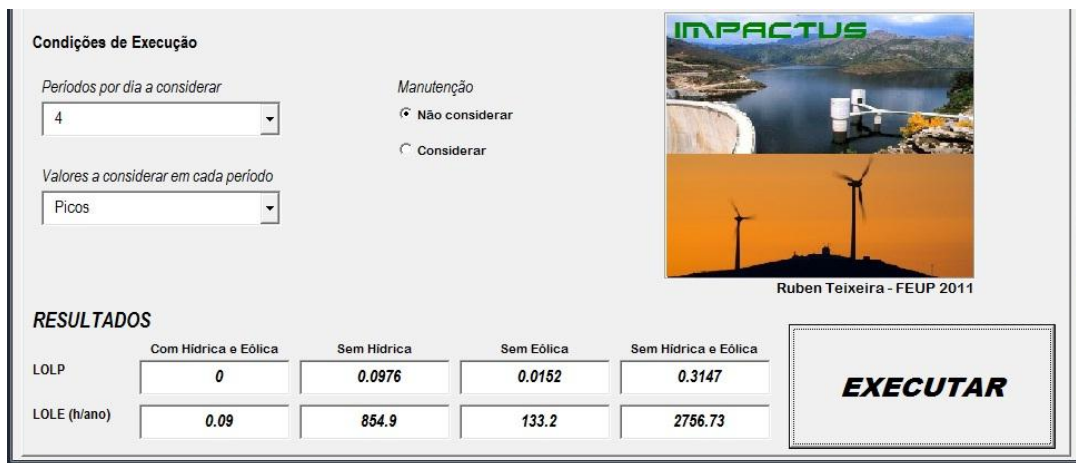 IMPACTUS
Condições de Execução
Períodos por dia a considerar
4
Manutenção
Não considerar
Considerar
Valores a considerar em cada período
Picos
Ruben Teixeira - FEUP 2011
RESULTADOS
Com Hídrica e Eólica Sem Hídrica Sem Eólica Sem Hídrica e Eólica
LOLP 0 0.0976 0.0152 0.3147
LOLE (h/ano) 0.09 854.9 133.2 2756.73
EXECUTAR